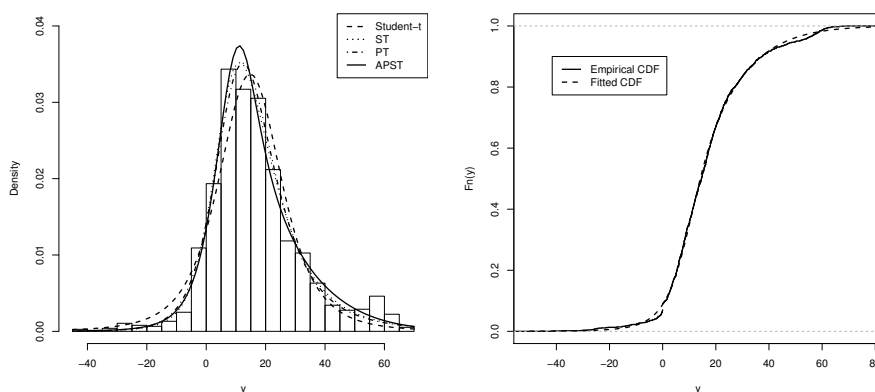 0.04
Student−t
ST
PT
APST
0.03
Density
0.02
0.01
0.00
−40
−20
0
20
40
60
y
1.0
Empirical CDF
Fitted CDF
0.8
0.6
Fn(y)
0.4
0.2
0.0
−40
−20
0
20
40
60
80
y